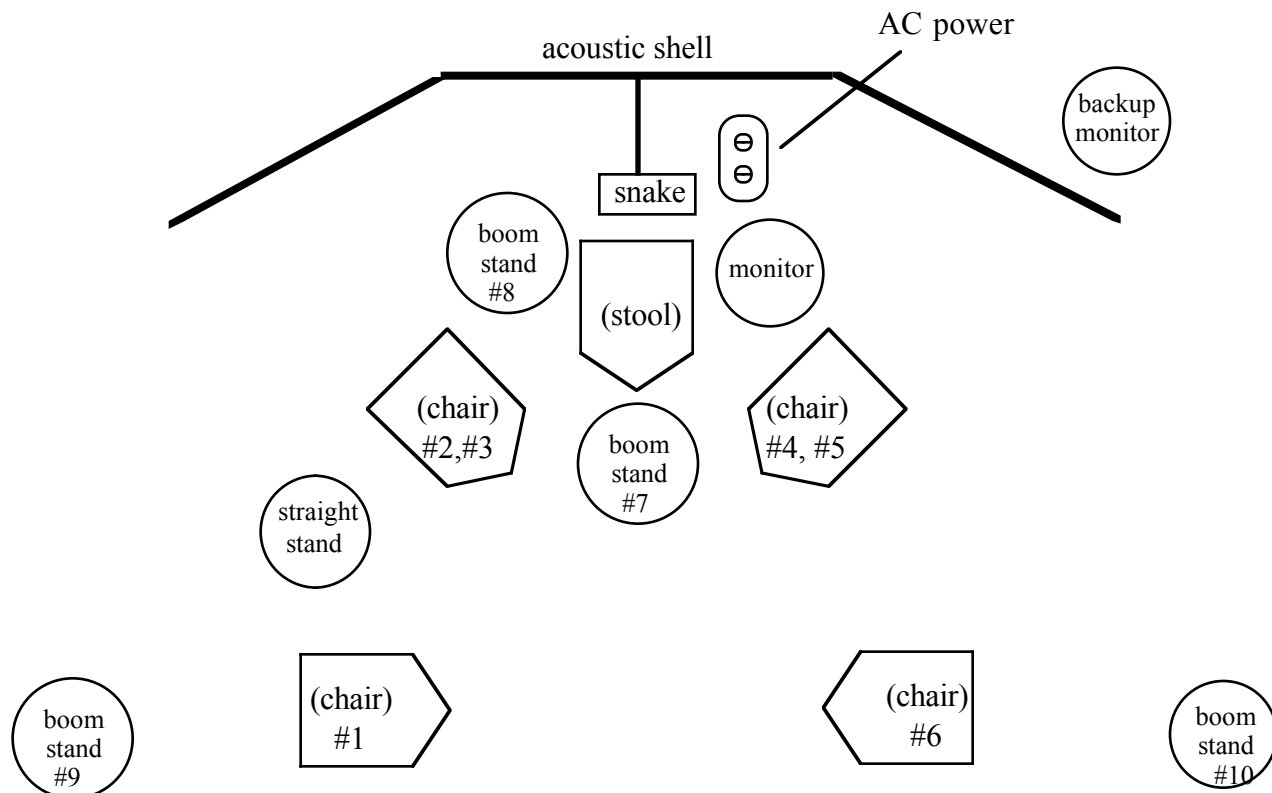 AC power
acoustic shell
backup
monitor
snake
boom
stand
#8
monitor
(stool)
(chair)
#2,#3
(chair)
#4, #5
boom
stand
#7
straight
stand
(chair)
#1
(chair)
#6
boom
stand
#9
boom
stand
#10